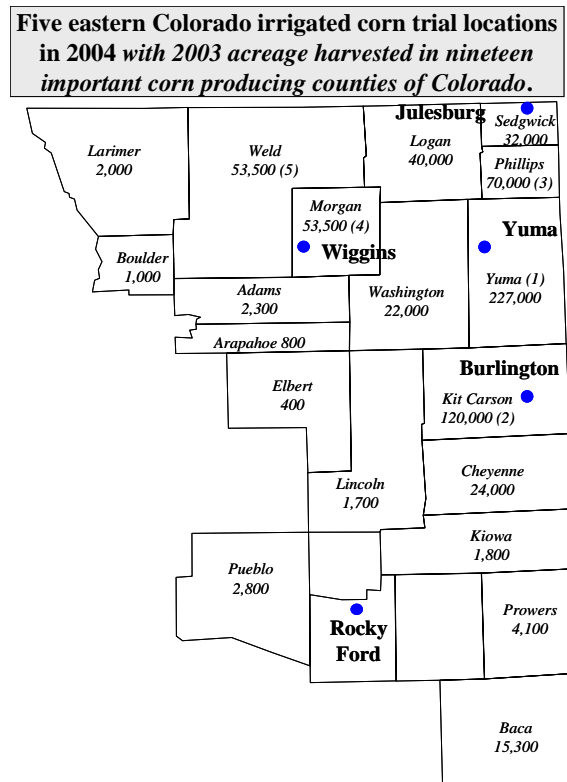 Five eastern Colorado irrigated corn trial locations
in 2004 with 2003 acreage harvested in nineteen
important corn producing counties of Colorado.
Julesburg
Sedgwick
32,000
Larimer
2,000
Weld
53,500 (5)
Logan
40,000
Phillips
70,000 (3)
Morgan
53,500 (4)
Wiggins
Yuma
Boulder
1,000
Yuma (1)
227,000
Adams
2,300
Washington
22,000
Arapahoe 800
Burlington
Elbert
400
Kit Carson
120,000 (2)
Lincoln
1,700
Cheyenne
24,000
Kiowa
1,800
Pueblo
2,800
Prowers
4,100
Rocky
Ford
Baca
15,300